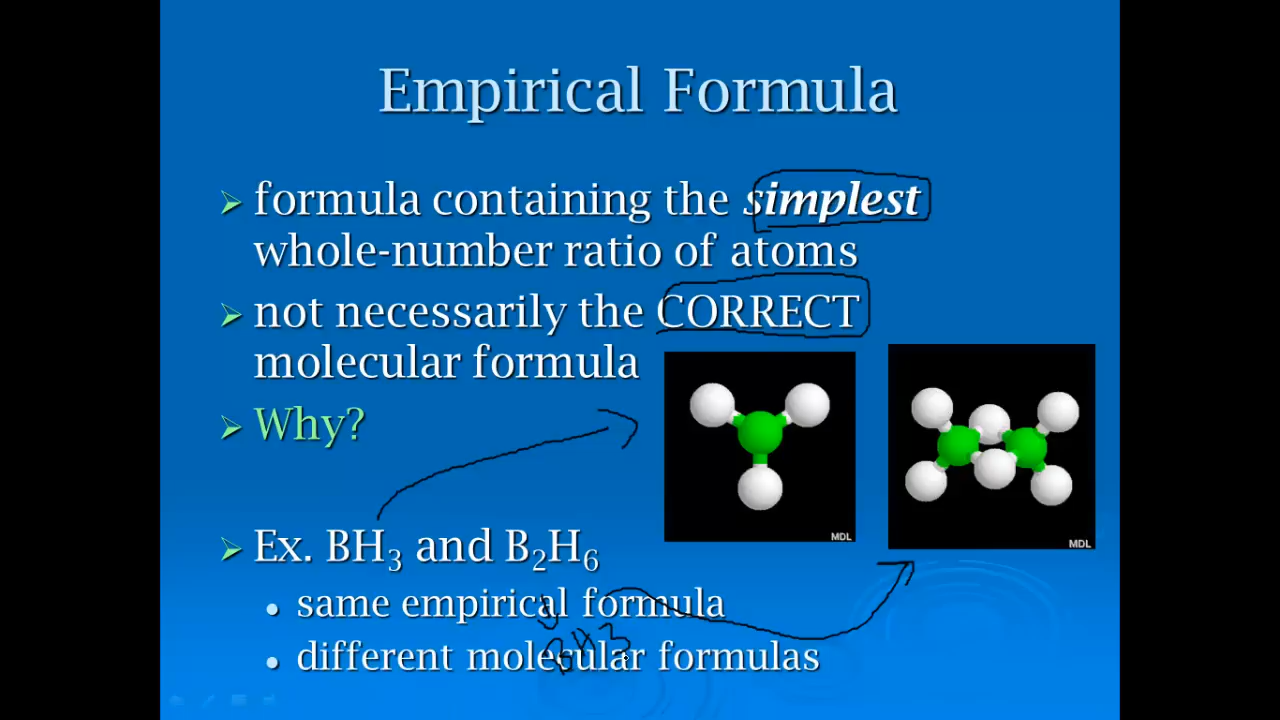 Empirical Formula
➢ formula containing the simplest
whole-number ratio of atoms
➢ not necessarily the CORRECT
molecular formula
➢ Why?
MDL
MDL
➢ Ex. BH₃ and B₂H₆
• same empirical formula
• different molecular formulas
BH3